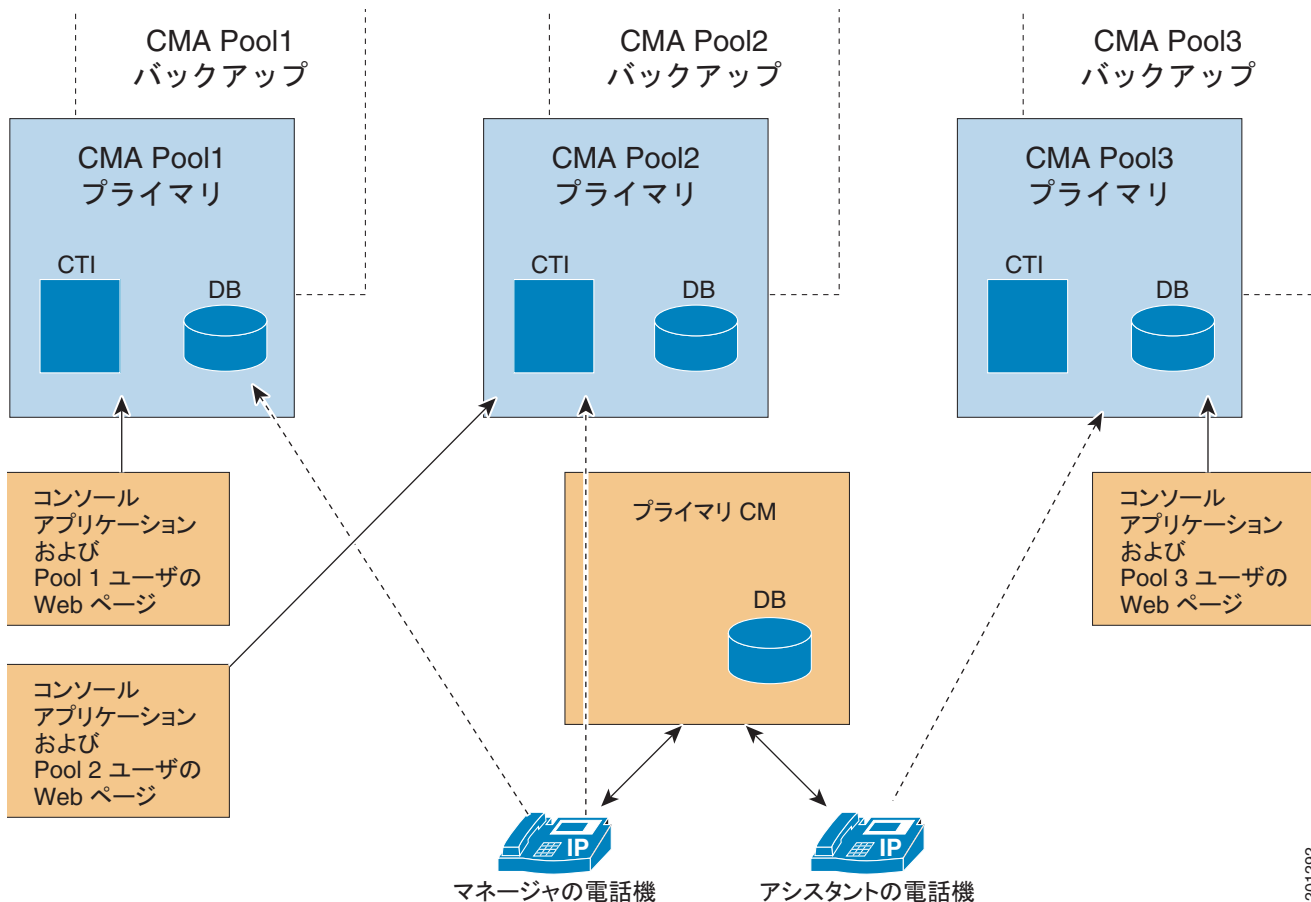 CMA Pool1
バックアップ
CMA Pool2
バックアップ
CMA Pool3
バックアップ
CMA Pool1
プライマリ
CTI
DB
CMA Pool2
プライマリ
CTI
DB
CMA Pool3
プライマリ
CTI
DB
コンソール
アプリケーション
および
Pool 1 ユーザの
Web ページ
プライマリ CM
DB
コンソール
アプリケーション
および
Pool 3 ユーザの
Web ページ
コンソール
アプリケーション
および
Pool 2 ユーザの
Web ページ
IP
マネージャの電話機
IP
アシスタントの電話機